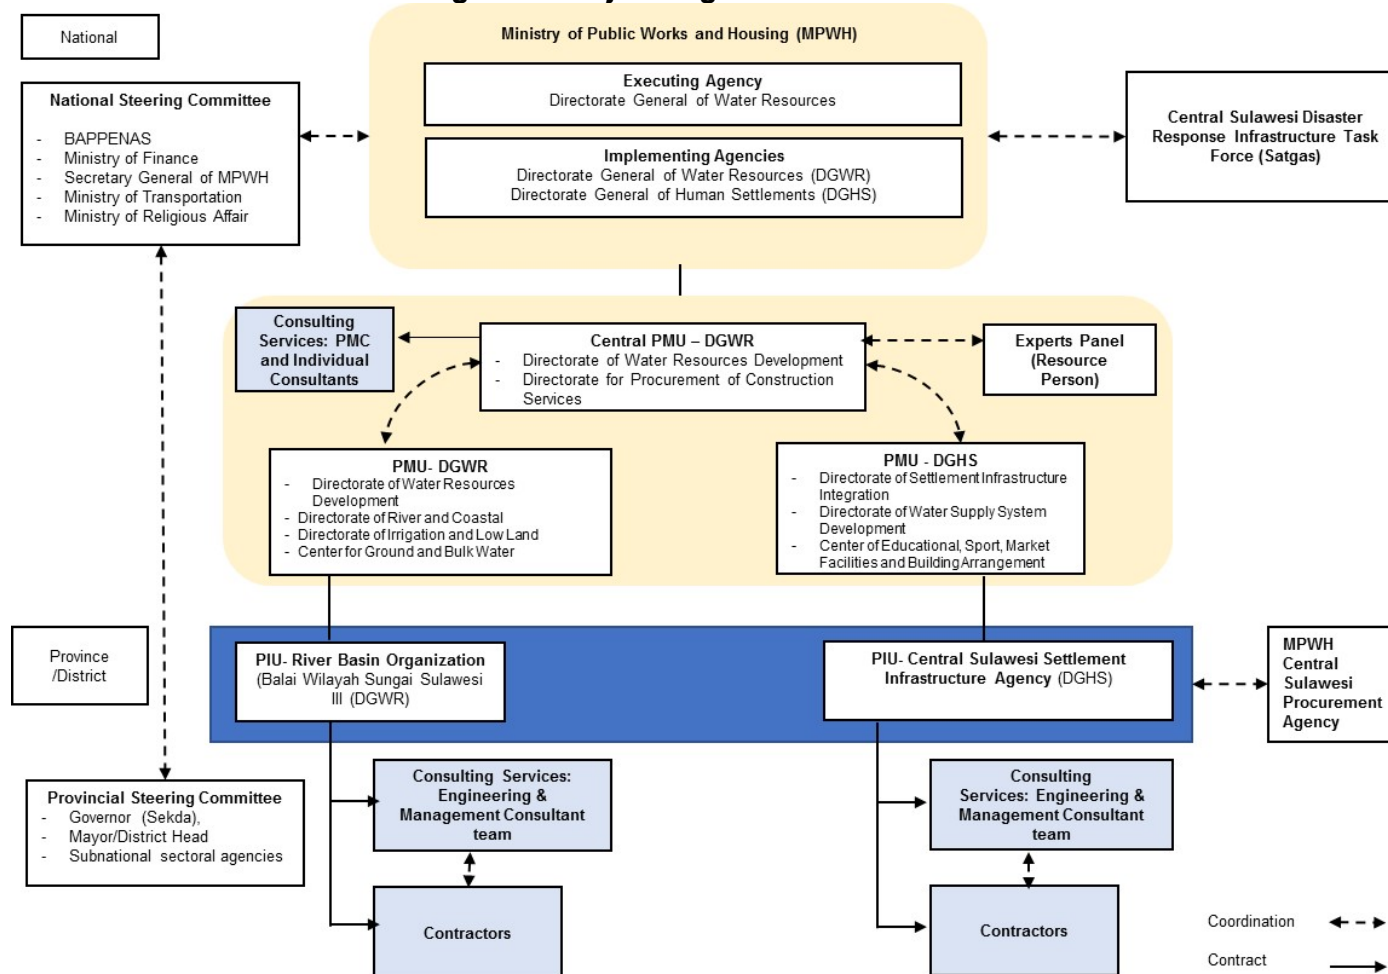 National
Ministry of Public Works and Housing (MPWH)
Executing Agency
Directorate General of Water Resources
Implementing Agencies
Directorate General of Water Resources (DGWR)
Directorate General of Human Settlements (DGHS)
National Steering Committee
- BAPPENAS
- Ministry of Finance
- Secretary General of MPWH
- Ministry of Transportation
- Ministry of Religious Affair
Central Sulawesi Disaster
Response Infrastructure Task
Force (Satgas)
Consulting
Services: PMC
and Individual
Consultants
Central PMU – DGWR
- Directorate of Water Resources Development
- Directorate for Procurement of Construction
Services
Experts Panel
(Resource
Person)
PMU- DGWR
- Directorate of Water Resources
Development
- Directorate of River and Coastal
- Directorate of Irrigation and Low Land
- Center for Ground and Bulk Water
PMU - DGHS
- Directorate of Settlement Infrastructure
Integration
- Directorate of Water Supply System
Development
- Center of Educational, Sport, Market
Facilities and Building Arrangement
Province
/District
PIU- River Basin Organization
(Balai Wilayah Sungai Sulawesi
III (DGWR)
PIU- Central Sulawesi Settlement
Infrastructure Agency (DGHS)
MPWH
Central
Sulawesi
Procurement
Agency
Provincial Steering Committee
- Governor (Sekda),
- Mayor/District Head
- Subnational sectoral agencies
Consulting Services:
Engineering &
Management Consultant
team
Contractors
Consulting
Services: Engineering &
Management Consultant
team
Contractors
Coordination
Contract